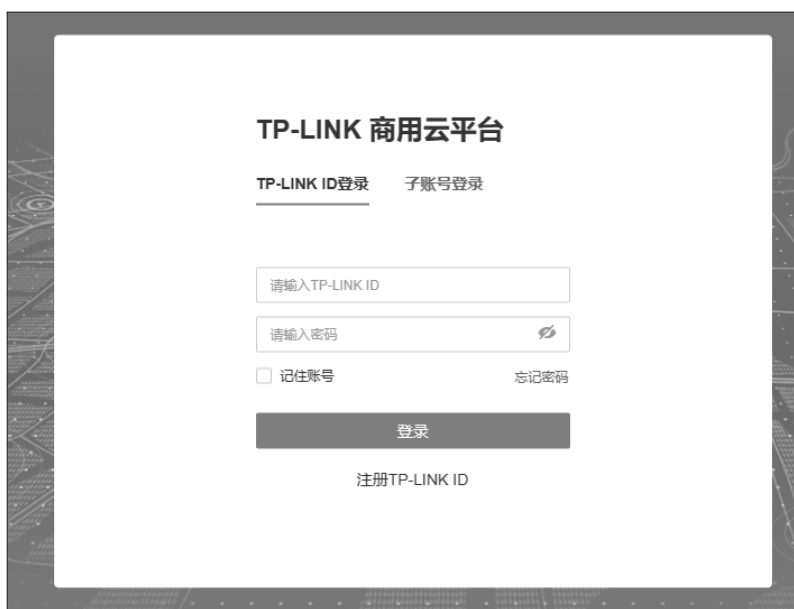 TP-LINK 商用云平台
TP-LINK ID登录 子账号登录
请输入TP-LINK ID
请输入密码
记住账号 忘记密码
登录
注册TP-LINK ID